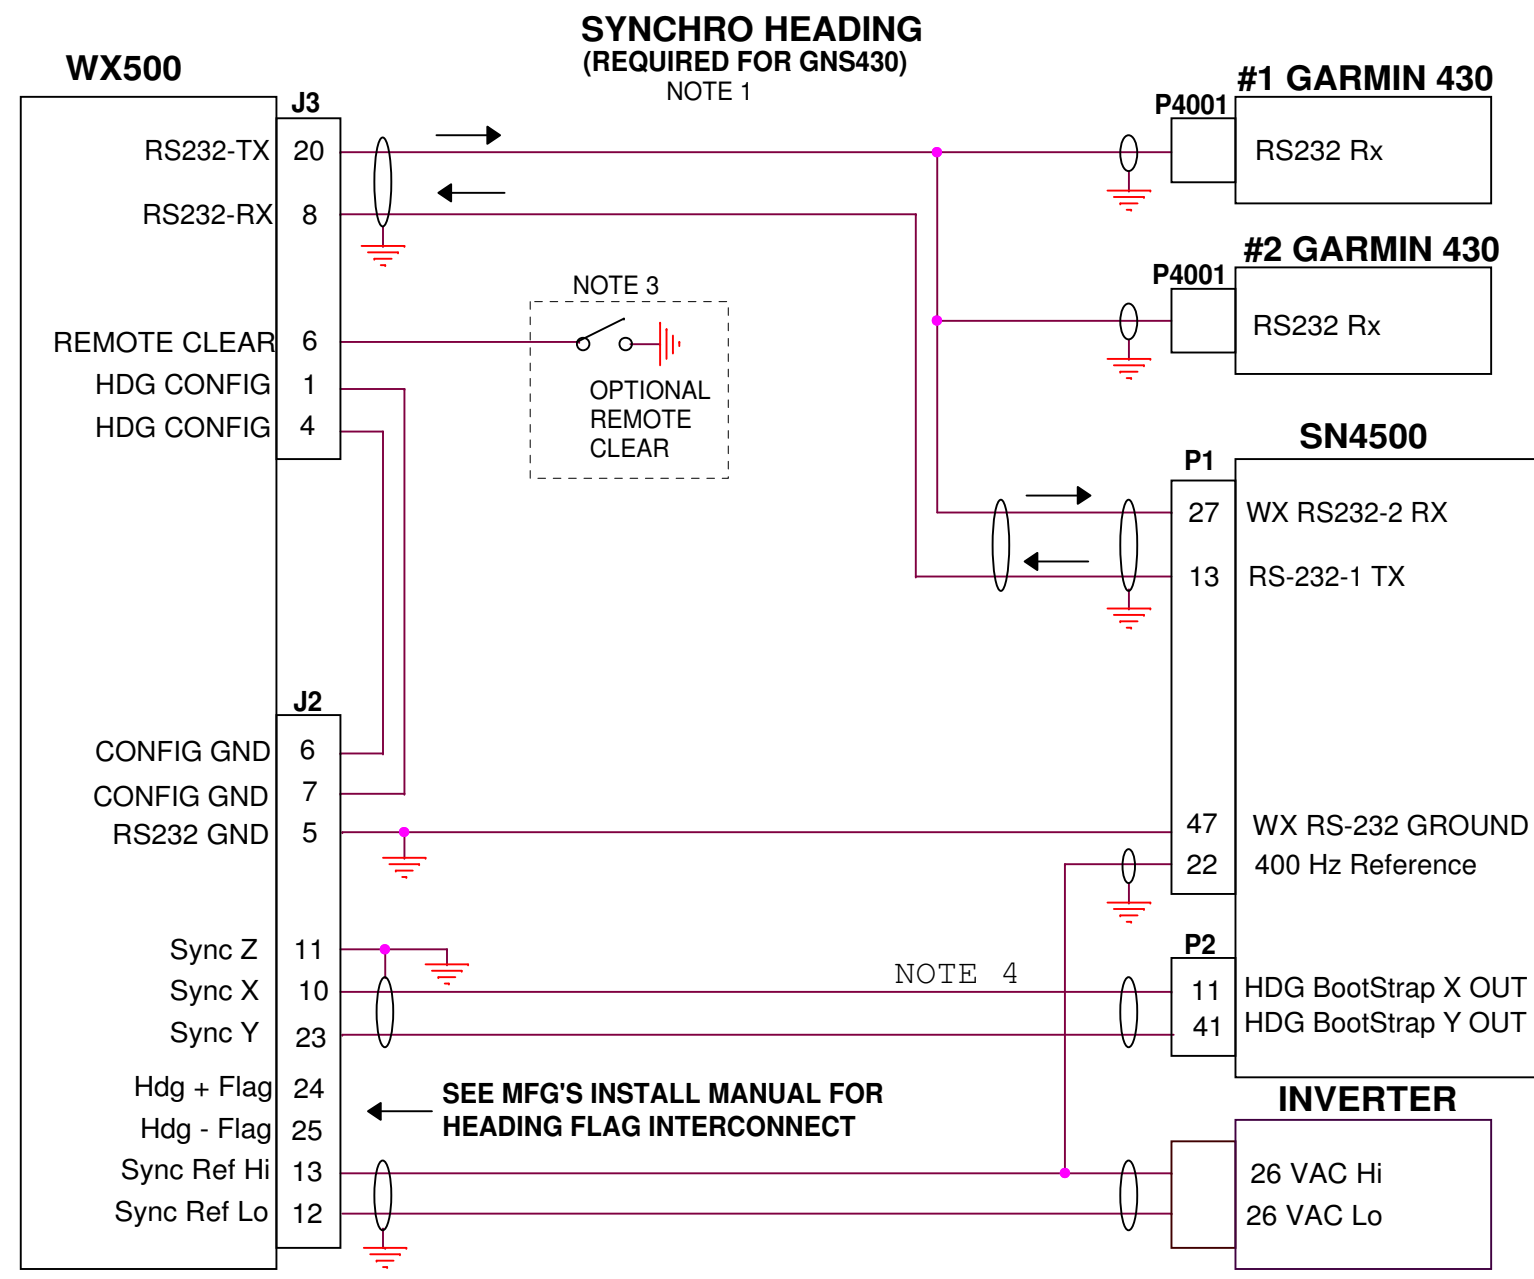 SYNCHRO HEADING
(REQUIRED FOR GNS430)
NOTE 1
WX500
J3
RS232-TX 20
RS232-RX 8
REMOTE CLEAR 6
HDG CONFIG 1
HDG CONFIG 4
NOTE 3
OPTIONAL
REMOTE
CLEAR
#1 GARMIN 430
P4001
RS232 Rx
#2 GARMIN 430
P4001
RS232 Rx
SN4500
P1
27 WX RS232-2 RX
13 RS-232-1 TX
J2
CONFIG GND 6
CONFIG GND 7
RS232 GND 5
47 WX RS-232 GROUND
22 400 Hz Reference
Sync Z 11
Sync X 10
Sync Y 23
NOTE 4
P2
11 HDG BootStrap X OUT
41 HDG BootStrap Y OUT
Hdg + Flag 24
Hdg - Flag 25
SEE MFG'S INSTALL MANUAL FOR
HEADING FLAG INTERCONNECT
Sync Ref Hi 13
Sync Ref Lo 12
INVERTER
26 VAC Hi
26 VAC Lo